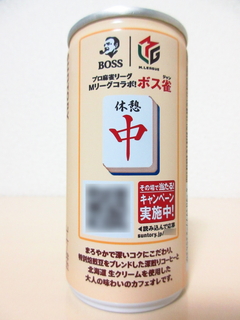 BOSS
M.LEAGUE
プロ麻雀リーグ
Mリーグコラボ!
ボス雀
ジャン
休憩
中
その場で当たる!
キャンペーン
実施中!
読み込んで応募
suntory.jp
まろやかで深いコクにこだわり、
特別焙煎豆をブレンドした深煎りコーヒーと
北海道 生クリームを使用した
大人の味わいのカフェオレです。